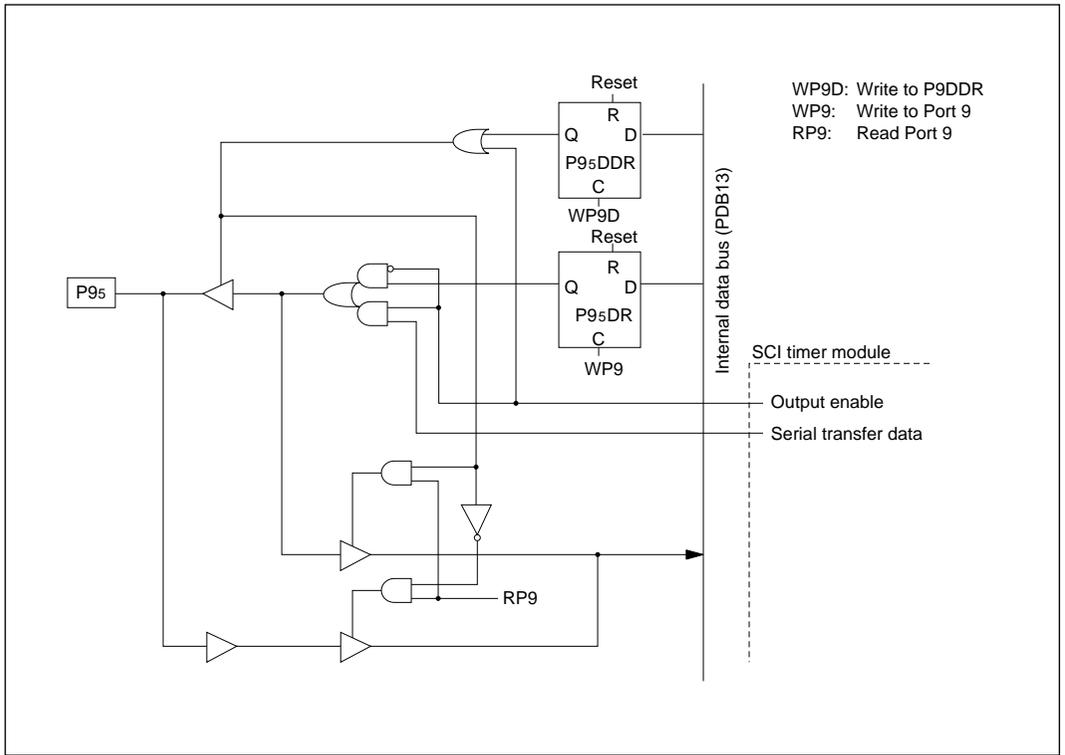 Reset
WP9D: Write to P9DDR
WP9: Write to Port 9
RP9: Read Port 9
R
Q D
P95DDR
C
WP9D
Reset
R
Q D
P95DR
C
WP9
P95
Internal data bus (PDB13)
SCI timer module
Output enable
Serial transfer data
RP9